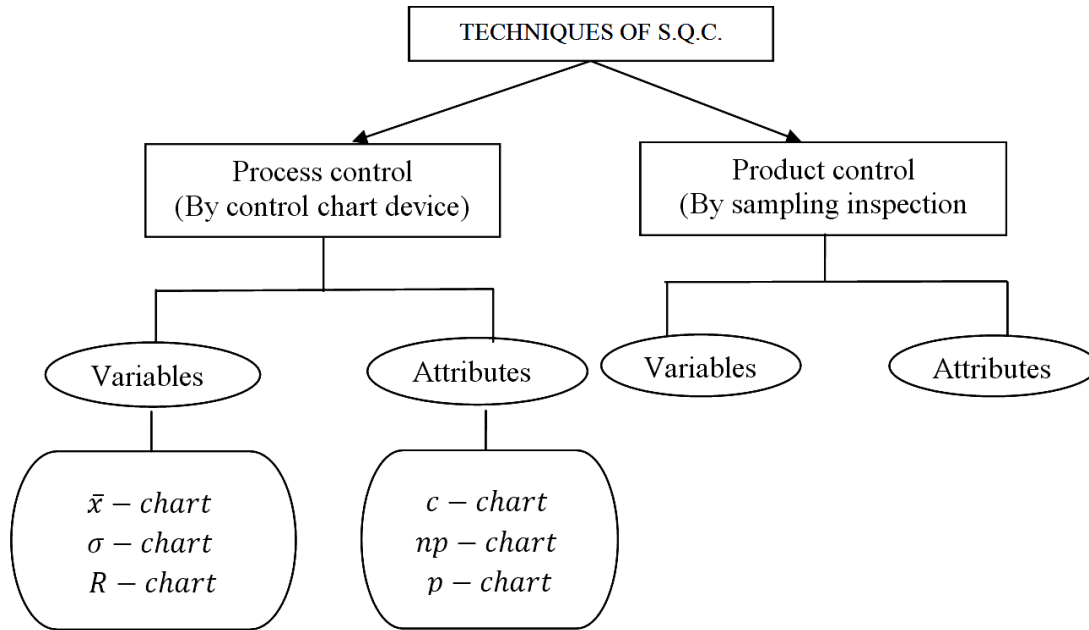 TECHNIQUES OF S.Q.C.
Process control
(By control chart device)
Product control
(By sampling inspection
Variables
Attributes
Variables
Attributes
x̄ − chart
σ − chart
R − chart
c − chart
np − chart
p − chart